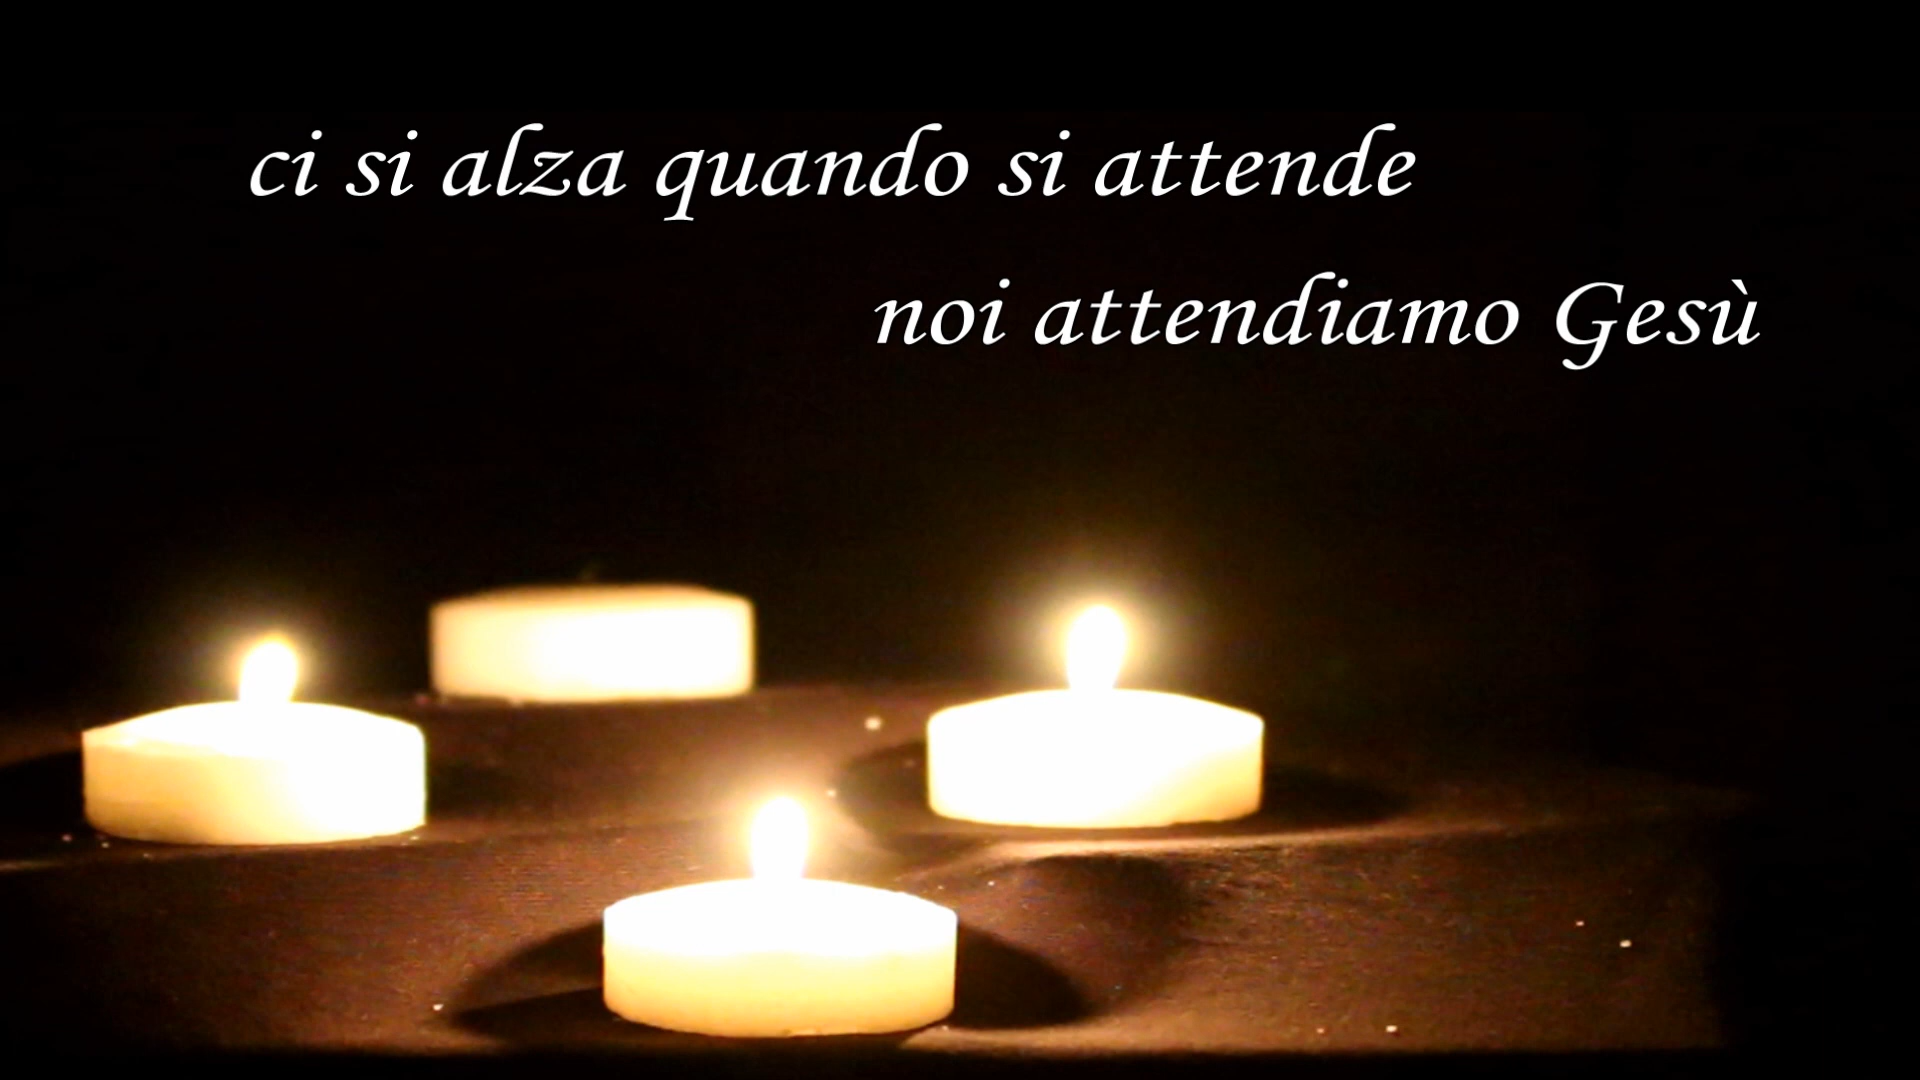 ci si alza quando si attende
noi attendiamo Gesù